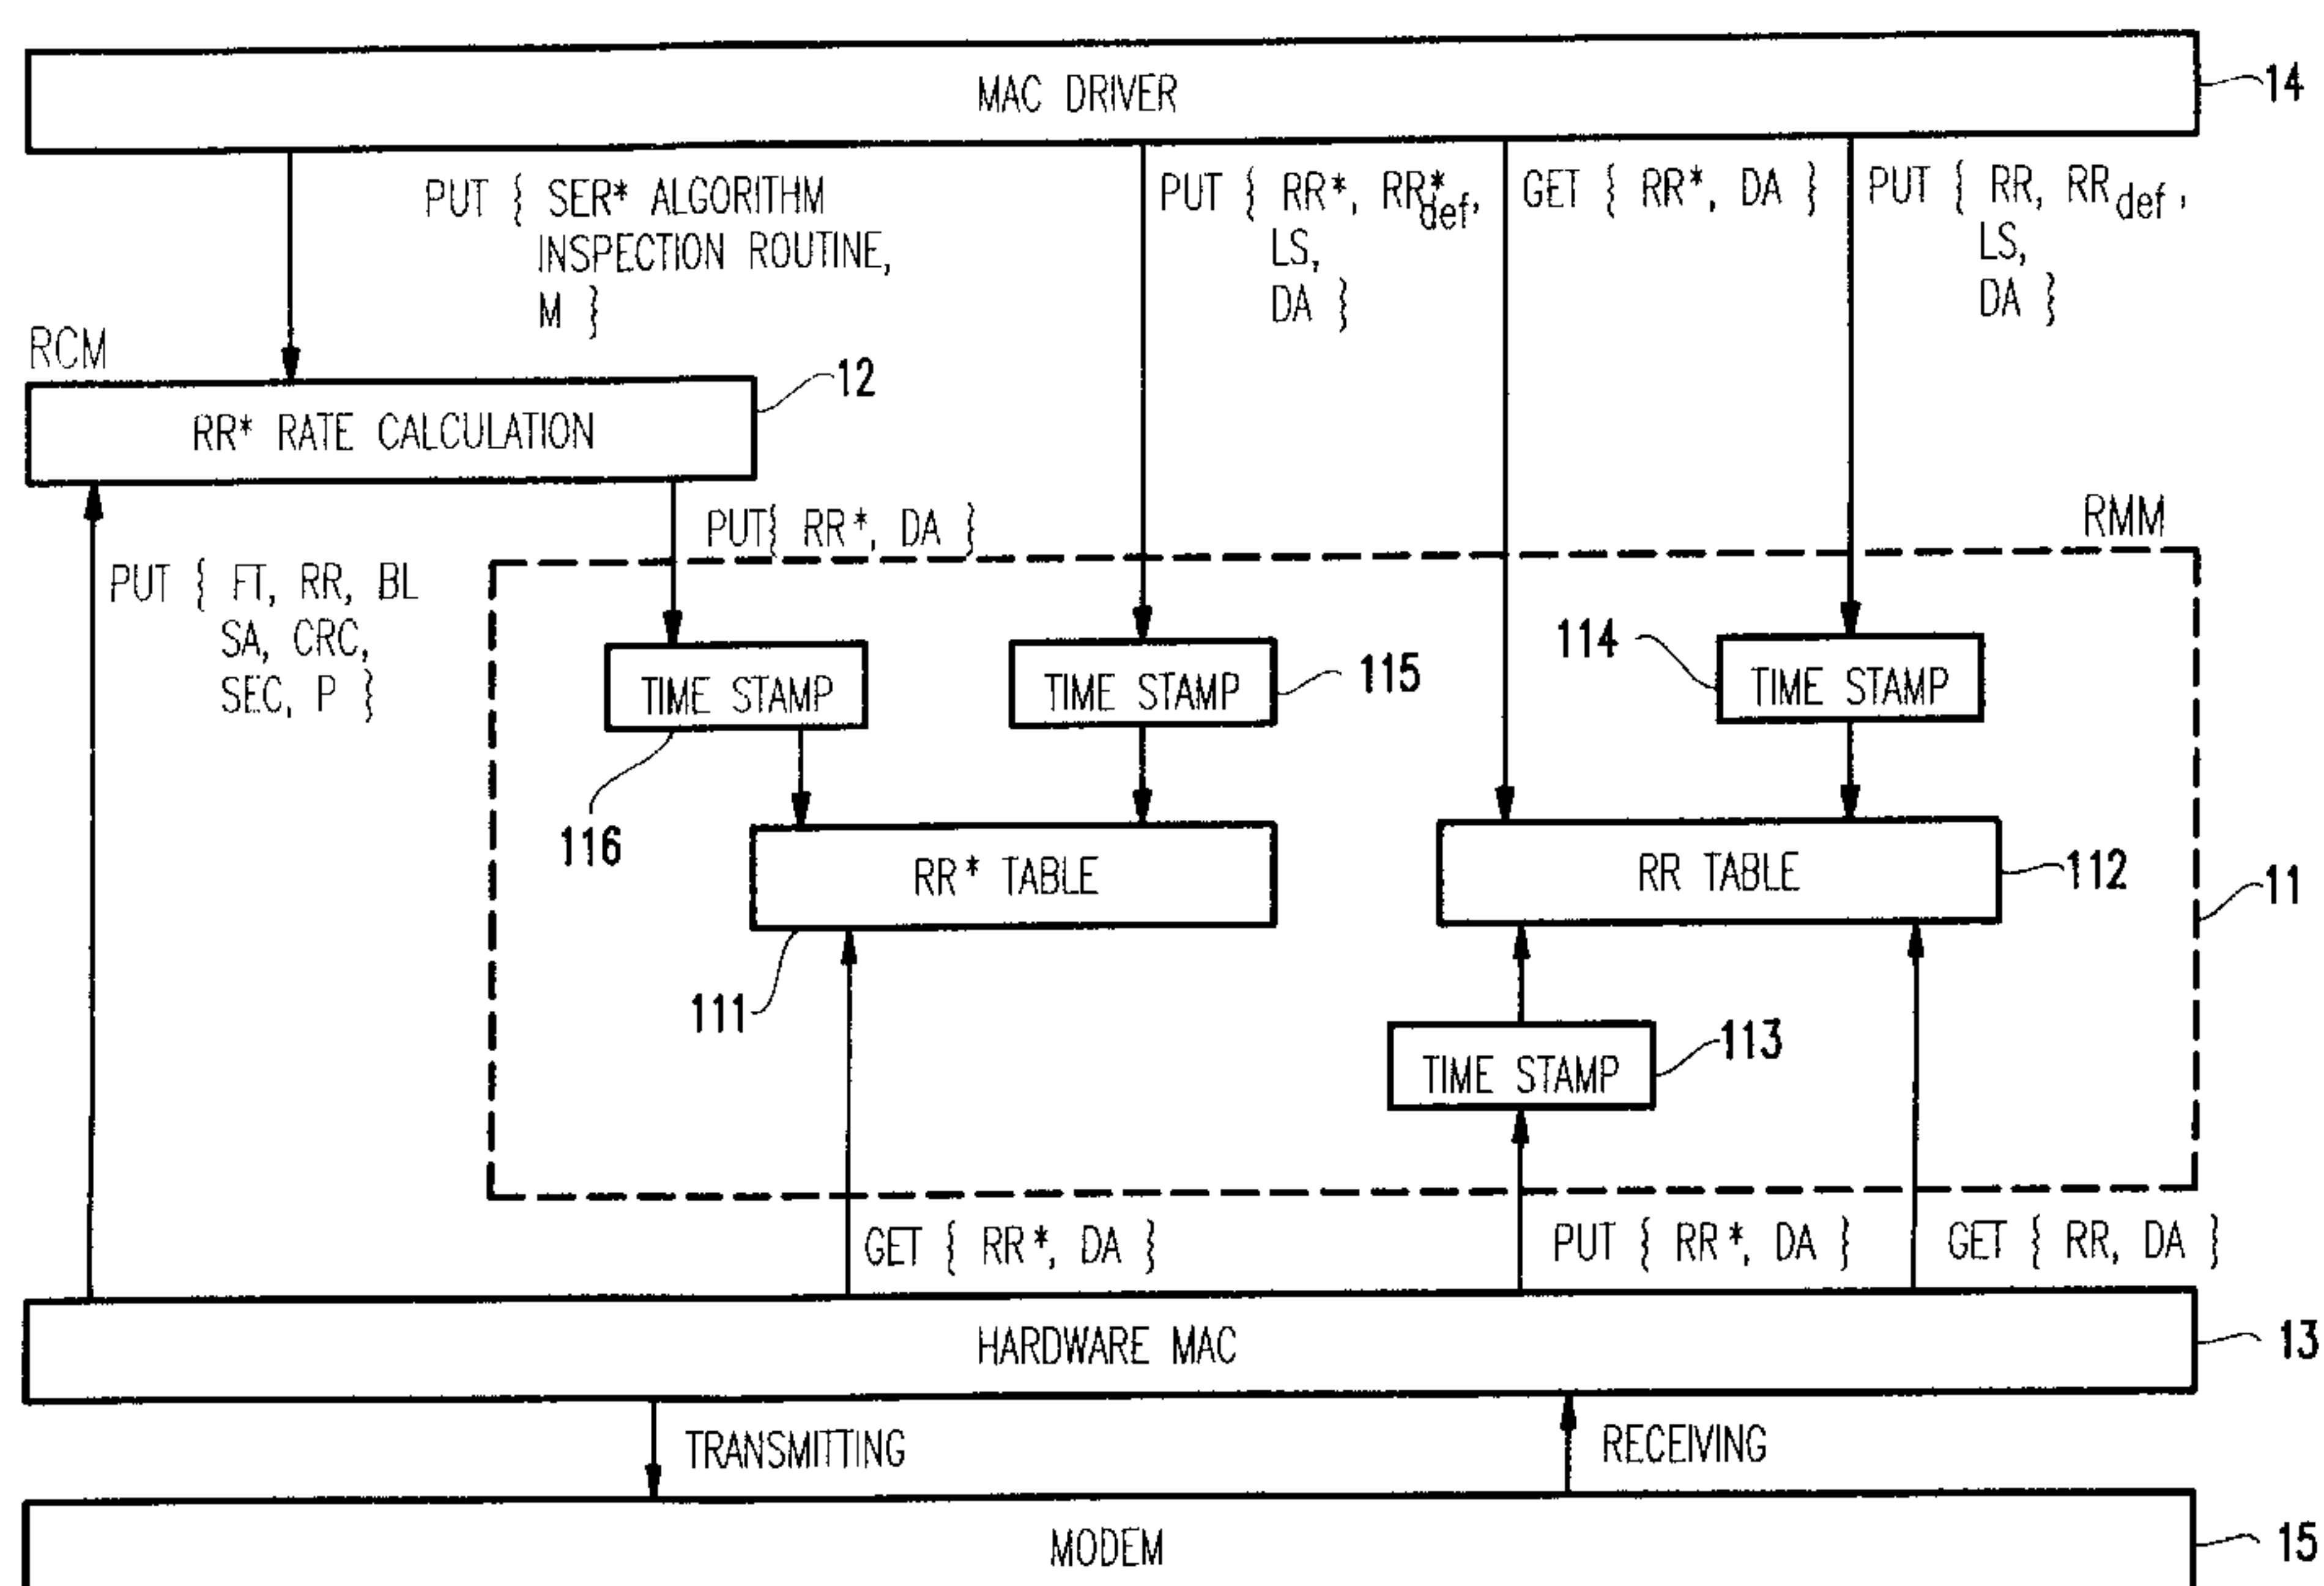 MAC DRIVER
14
PUT { SER* ALGORITHM
INSPECTION ROUTINE,
M }
PUT { RR*, RR*def,
LS,
DA }
GET { RR*, DA }
PUT { RR, RRdef,
LS,
DA }
RCM
12
RR* RATE CALCULATION
PUT{ RR*, DA }
RMM
PUT { FT, RR, BL
SA, CRC,
SEC, P }
TIME STAMP
116
TIME STAMP
115
114
TIME STAMP
RR* TABLE
111
RR TABLE
112
11
TIME STAMP
113
GET { RR*, DA }
PUT { RR*, DA }
GET { RR, DA }
HARDWARE MAC
13
TRANSMITTING
RECEIVING
MODEM
15